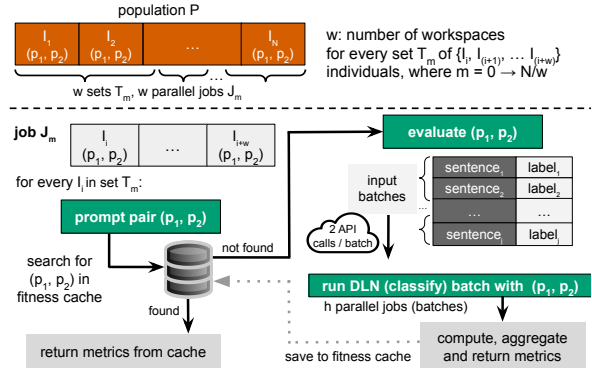 population P
I₁ I₂ ... I_N
(p₁, p₂) (p₁, p₂) (p₁, p₂)
w sets Tₘ, w parallel jobs Jₘ
...
w: number of workspaces
for every set Tₘ of {Iᵢ, I₍ᵢ₊₁₎, … I₍ᵢ₊w₎}
individuals, where m = 0 → N/w
job Jₘ
Iᵢ ... Iᵢ₊w
(p₁, p₂) (p₁, p₂)
for every Iᵢ in set Tₘ:
prompt pair (p₁, p₂)
search for
(p₁, p₂) in
fitness cache
not found
found
return metrics from cache
evaluate (p₁, p₂)
input
batches
sentence₁ label₁
sentence₂ label₂
... ... ...
sentenceⱼ labelⱼ
2 API
calls / batch
run DLN (classify) batch with (p₁, p₂)
h parallel jobs (batches)
save to fitness cache
compute, aggregate
and return metrics